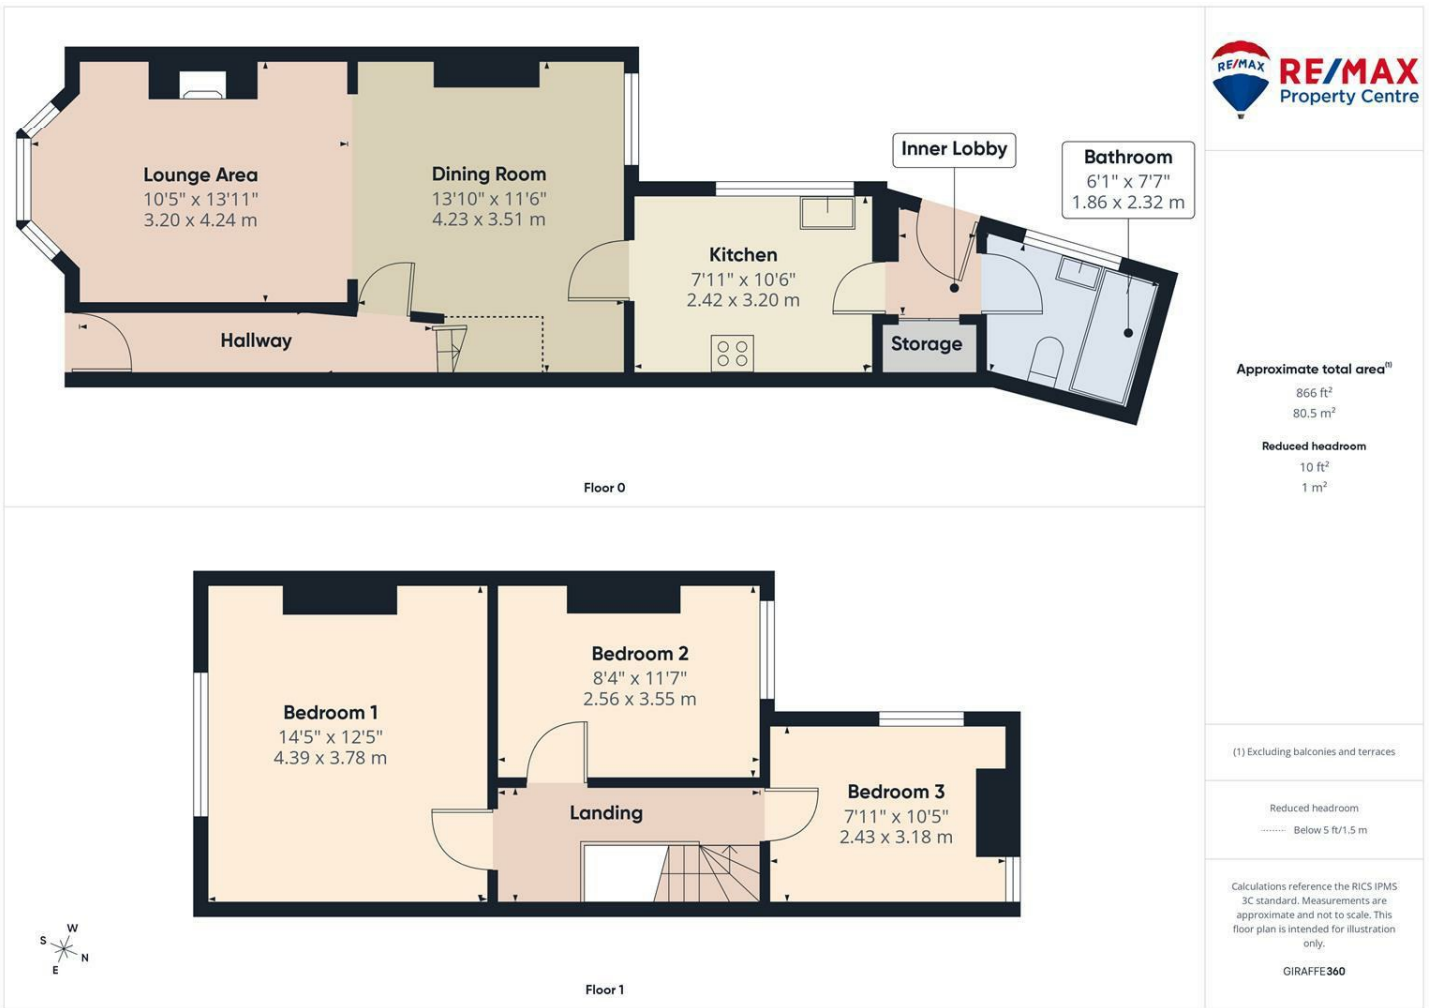 Lounge Area
10'5" x 13'11"
3.20 x 4.24 m
Dining Room
13'10" x 11'6"
4.23 x 3.51 m
Inner Lobby
Bathroom
6'1" x 7'7"
1.86 x 2.32 m
Kitchen
7'11" x 10'6"
2.42 x 3.20 m
Hallway
Storage
Floor 0
Bedroom 1
14'5" x 12'5"
4.39 x 3.78 m
Bedroom 2
8'4" x 11'7"
2.56 x 3.55 m
Landing
Bedroom 3
7'11" x 10'5"
2.43 x 3.18 m
W
S
N
E
Floor 1
RE/MAX
RE/MAX
Property Centre
Approximate total area⁽¹⁾
866 ft²
80.5 m²
Reduced headroom
10 ft²
1 m²
(1) Excluding balconies and terraces
Reduced headroom
Below 5 ft/1.5 m
Calculations reference the RICS IPMS
3C standard. Measurements are
approximate and not to scale. This
floor plan is intended for illustration
only.
GIRAFFE360